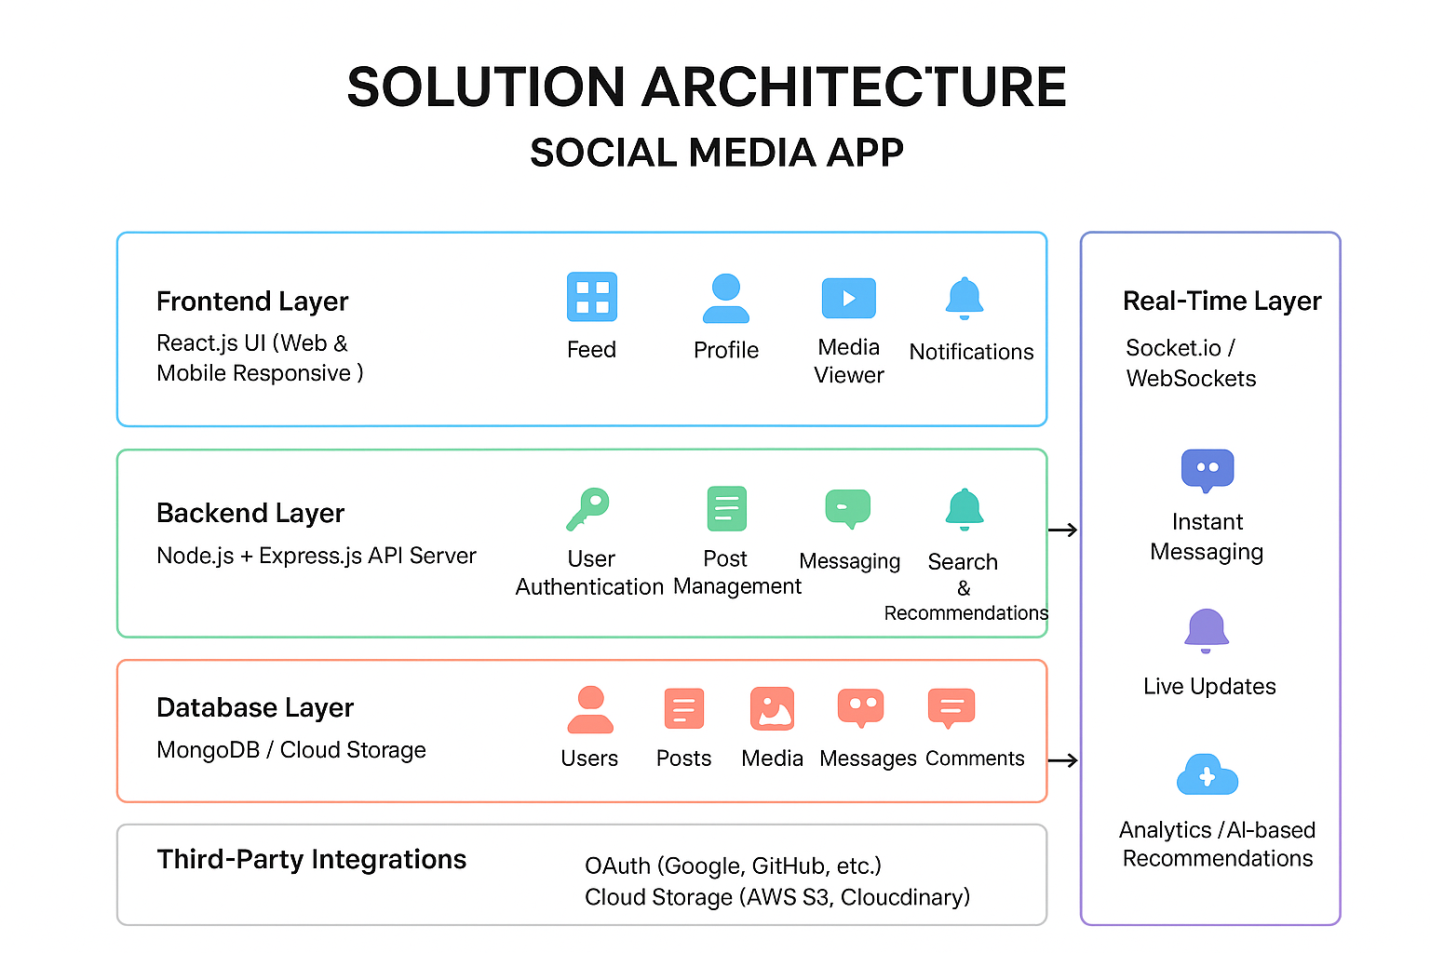 SOLUTION ARCHITECTURE
SOCIAL MEDIA APP
Frontend Layer
React.js UI (Web &
Mobile Responsive )
Feed
Profile
Media
Viewer
Notifications
Backend Layer
Node.js + Express.js API Server
User
Authentication
Post
Management
Messaging
Search
&
Recommendations
Database Layer
MongoDB / Cloud Storage
Users
Posts
Media
Messages
Comments
Third-Party Integrations
OAuth (Google, GitHub, etc.)
Cloud Storage (AWS S3, Cloucdinary)
Real-Time Layer
Socket.io /
WebSockets
Instant
Messaging
Live Updates
Analytics /AI-based
Recommendations